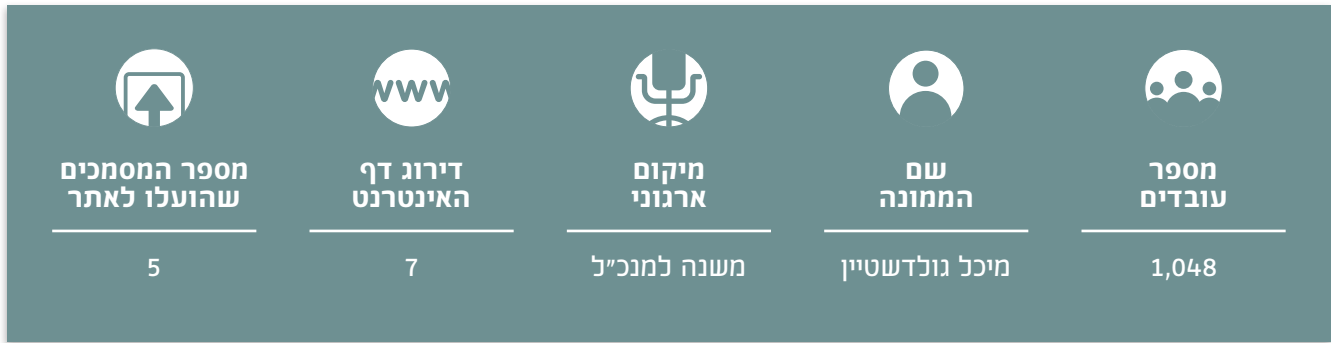 מספר
עובדים
1,048
שם
הממונה
מיכל גולדשטיין
מיקום
ארגוני
משנה למנכ״ל
www
דירוג דף
האינטרנט
7
מספר המסמכים
שהועלו לאתר
5